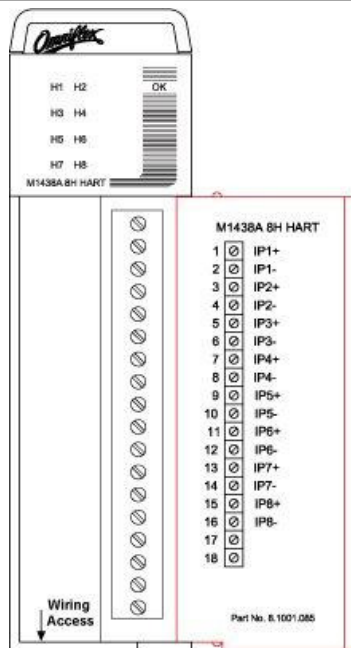 Omniflex
H1 H2 OK
H3 H4
H5 H6
H7 H8
M1438A 8H HART
M1438A 8H HART
1 IP1+
2 IP1-
3 IP2+
4 IP2-
5 IP3+
6 IP3-
7 IP4+
8 IP4-
9 IP5+
10 IP5-
11 IP6+
12 IP6-
13 IP7+
14 IP7-
15 IP8+
16 IP8-
17
18
Wiring
Access
Part No. 8.1001.085